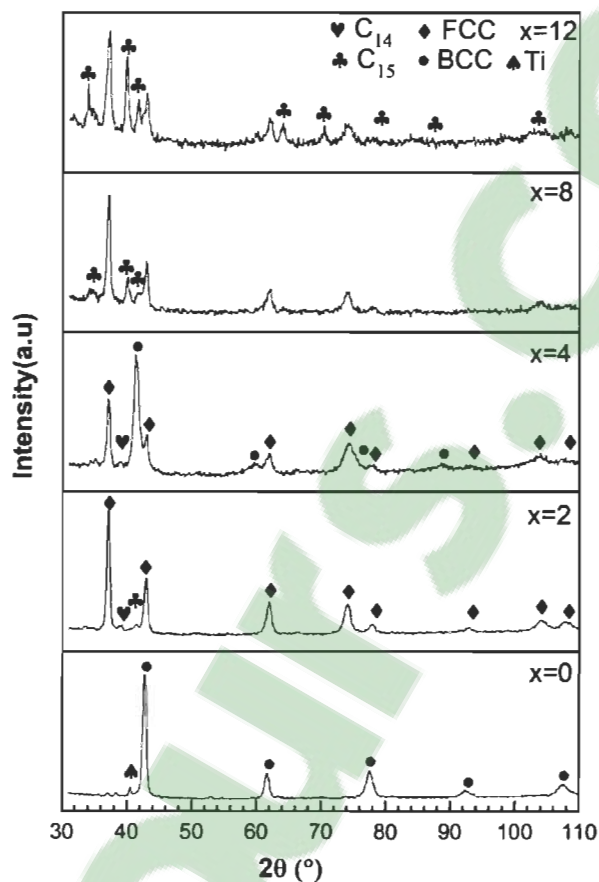 ♥ C14 ♦ FCC x=12
♣ C15 ● BCC ♠ Ti
x=8
x=4
x=2
x=0
Intensity(a.u)
30 40 50 60 70 80 90 100 110
2θ (°)